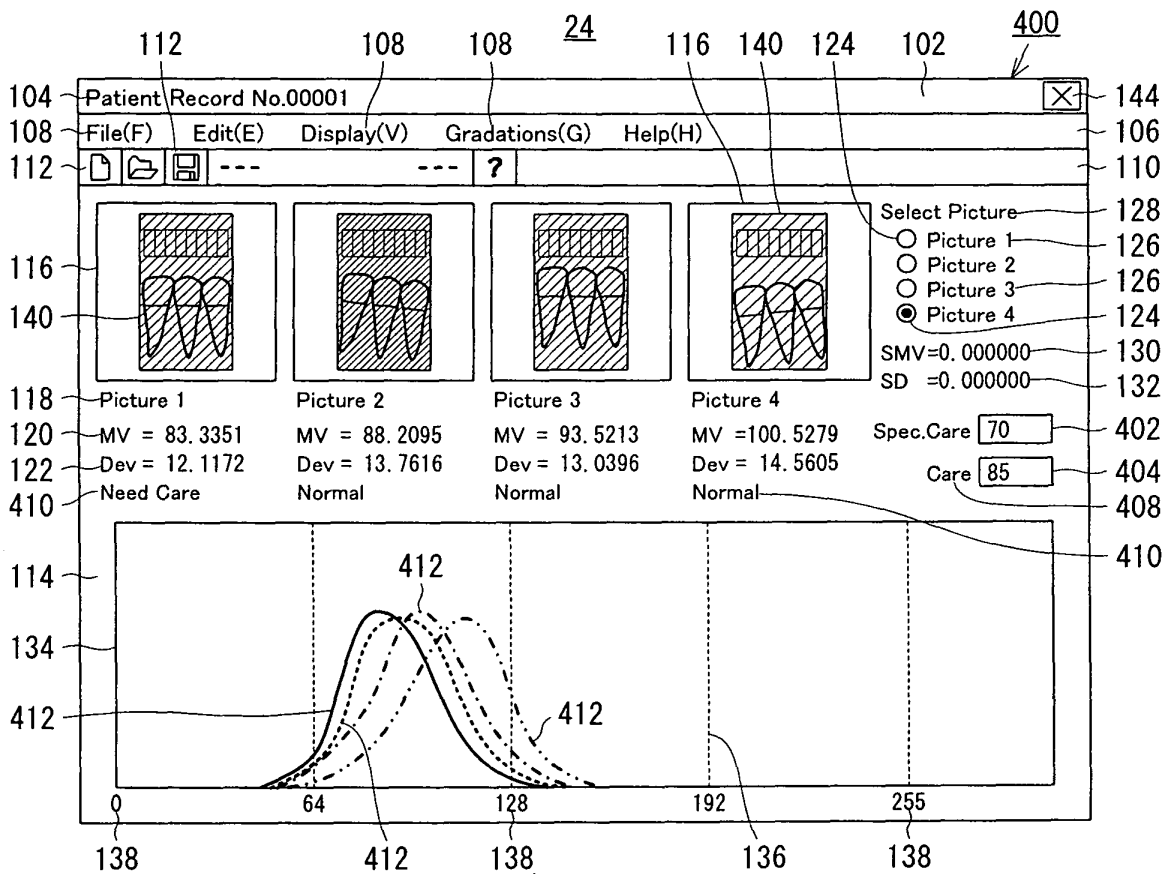 24
400
112 108 108 116 140 124 102
104 Patient Record No.00001 144
108 File(F) Edit(E) Display(V) Gradations(G) Help(H) 106
112 --- --- ? 110
Select Picture 128
Picture 1 126
116 Picture 2
Picture 3 126
140 Picture 4 124
SMV=0.000000 130
SD =0.000000 132
118 Picture 1 Picture 2 Picture 3 Picture 4
120 MV = 83.3351 MV = 88.2095 MV = 93.5213 MV =100.5279 Spec.Care 70 402
122 Dev = 12.1172 Dev = 13.7616 Dev = 13.0396 Dev = 14.5605 Care 85 404
410 Need Care Normal Normal Normal 408
410
114 412
134
412 412
0 64 128 192 255
138 412 138 136 138